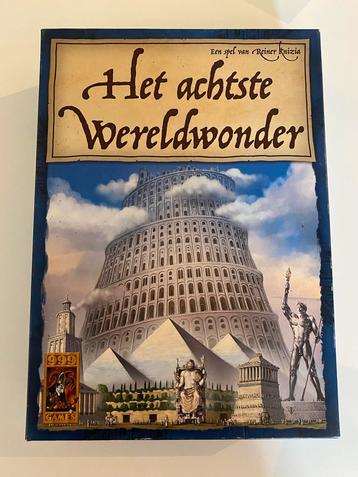 Een spel van Reiner Knizia
Het achtste
Wereldwonder
999
GAMES